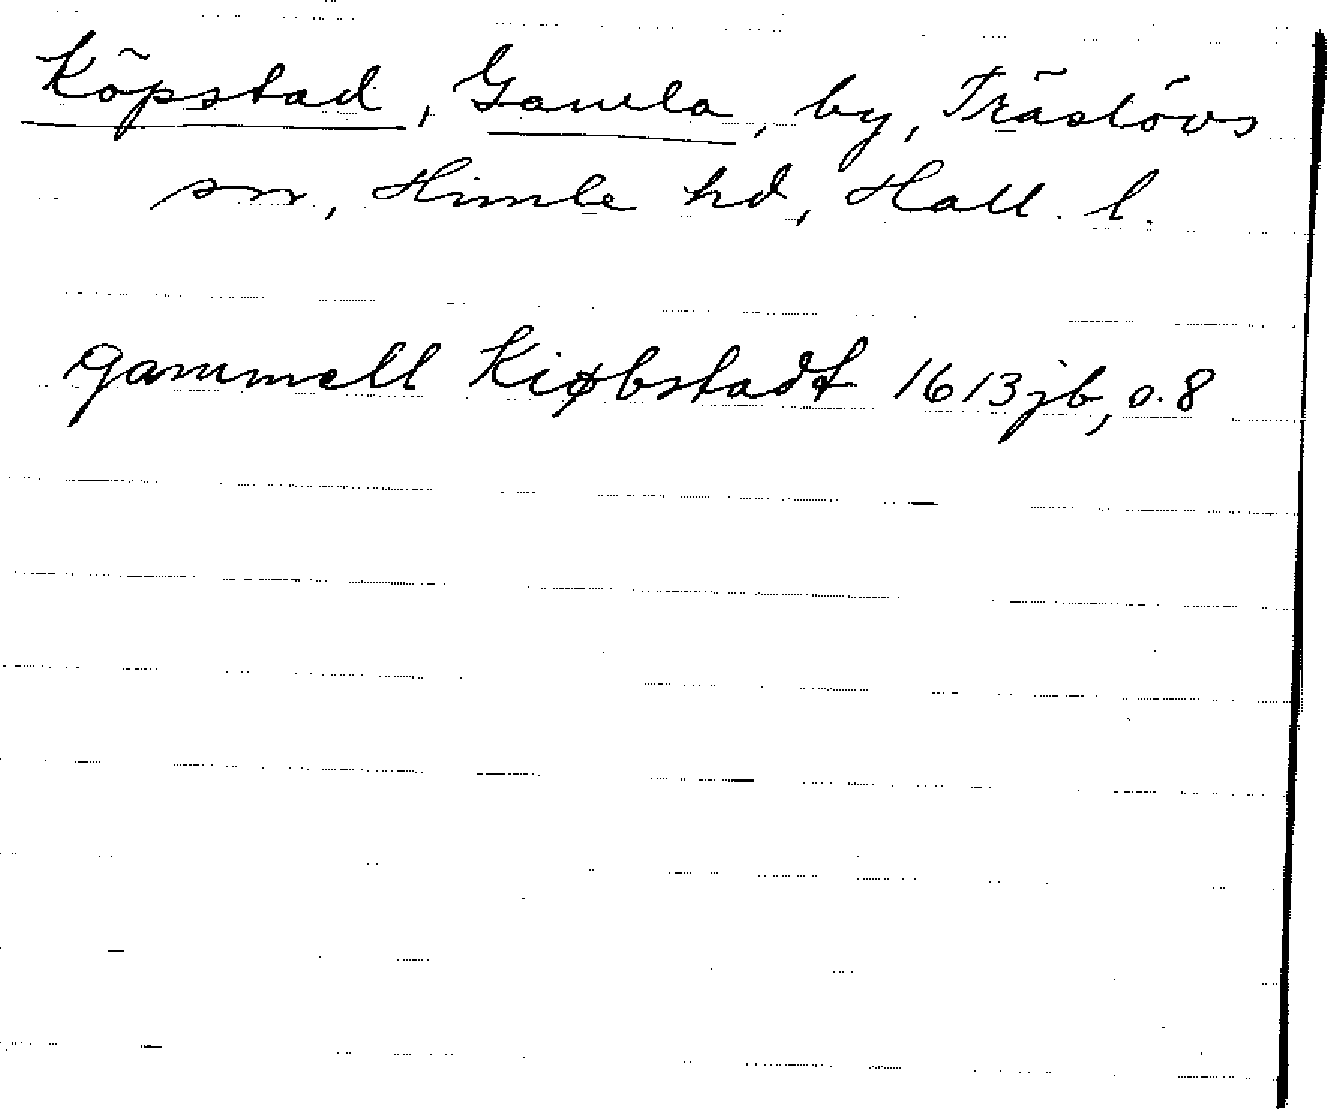 Köpstad, Gamla, by, Träslövs
sn, Himle hd, Hall. l.
gammell Kiøbstadt 1613 jb, o. 8